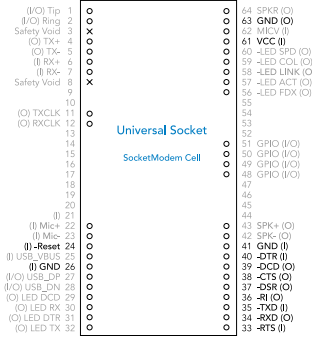 (I/O) Tip 1
(I/O) Ring 2
Safety Void 3 x
(O) TX+ 4
(O) TX- 5
(I) RX+ 6
(I) RX- 7
Safety Void 8 x
9
10
(O) TXCLK 11
(O) RXCLK 12
13
14
15
16
17
18
19
20
(I) 21
(I) Mic+ 22
(I) Mic- 23
(I) -Reset 24
(I) USB_VBUS 25
(I) GND 26
(I/O) USB_DP 27
(I/O) USB_DN 28
(O) LED DCD 29
(O) LED RX 30
(O) LED DTR 31
(O) LED TX 32
Universal Socket
SocketModem Cell
64 SPKR (O)
63 GND (O)
62 MICV (I)
61 VCC (I)
60 -LED SPD (O)
59 -LED COL (O)
58 -LED LINK (O
57 -LED ACT (O)
56 -LED FDX (O)
55
54
53
52
51 GPIO (I/O)
50 GPIO (I/O)
49 GPIO (I/O)
48 GPIO (I/O)
47
46
45
44
43 SPK+ (O)
42 SPK- (O)
41 GND (I)
40 -DTR (I)
39 -DCD (O)
38 -CTS (O)
37 -DSR (O)
36 -RI (O)
35 -TXD (I)
34 -RXD (O)
33 -RTS (I)